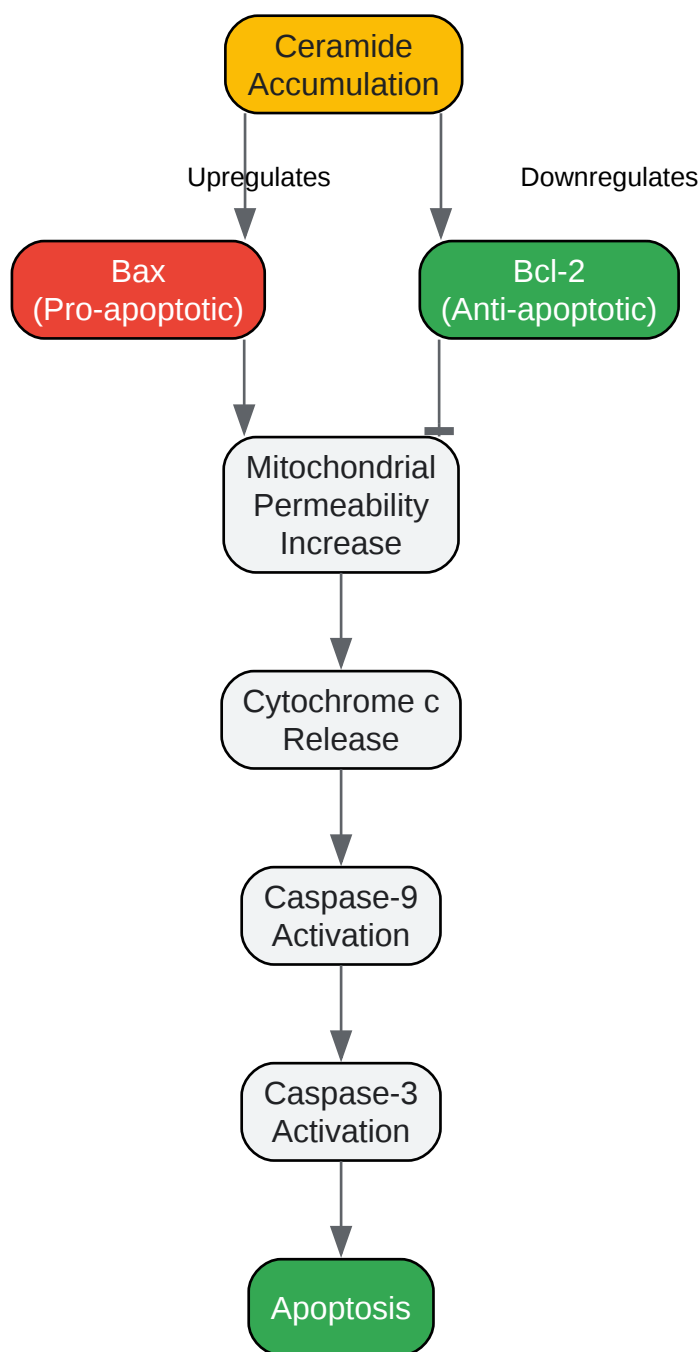 Ceramide
Accumulation
Upregulates
Downregulates
Bax
(Pro-apoptotic)
Bcl-2
(Anti-apoptotic)
Mitochondrial
Permeability
Increase
Cytochrome c
Release
Caspase-9
Activation
Caspase-3
Activation
Apoptosis